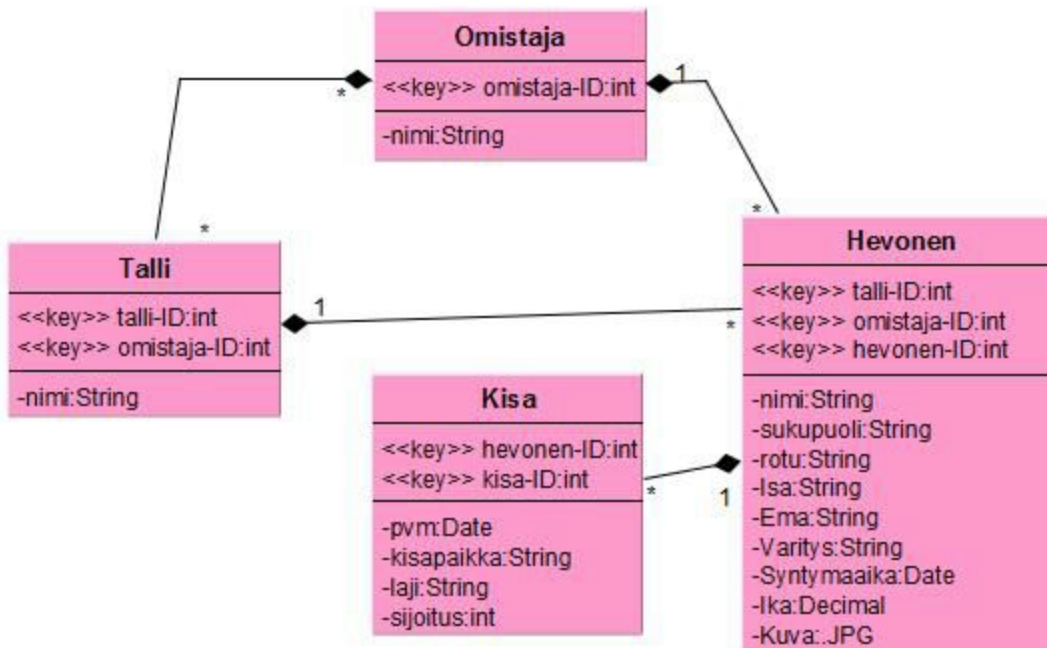 Omistaja
<<key>> omistaja-ID:int
-nimi:String
1
*
*
*
Talli
<<key>> talli-ID:int
<<key>> omistaja-ID:int
-nimi:String
1
*
Hevonen
<<key>> talli-ID:int
<<key>> omistaja-ID:int
<<key>> hevonen-ID:int
-nimi:String
-sukupuoli:String
-rotu:String
-Isa:String
-Ema:String
-Varitys:String
-Syntymaaika:Date
-Ika:Decimal
-Kuva:.JPG
Kisa
<<key>> hevonen-ID:int
<<key>> kisa-ID:int
-pvm:Date
-kisapaikka:String
-laji:String
-sijoitus:int
*
1